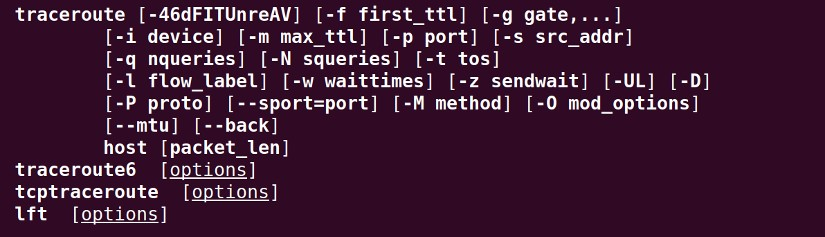 traceroute [-46dFITUnreAV] [-f first_ttl] [-g gate,...]
[-i device] [-m max_ttl] [-p port] [-s src_addr]
[-q nqueries] [-N squeries] [-t tos]
[-l flow_label] [-w waittimes] [-z sendwait] [-UL] [-D]
[-P proto] [--sport=port] [-M method] [-O mod_options]
[--mtu] [--back]
host [packet_len]
traceroute6 [options]
tcptraceroute [options]
lft [options]